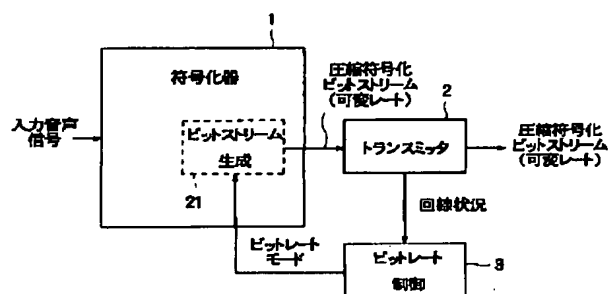 1
符号化器
入力音声
信号
ビットストリーム
生成
21
圧縮符号化
ビットストリーム
(可変レート)
2
トランスミッタ
圧縮符号化
ビットストリーム
(可変レート)
回線状況
ビットレート
モード
ビットレート
制御
3